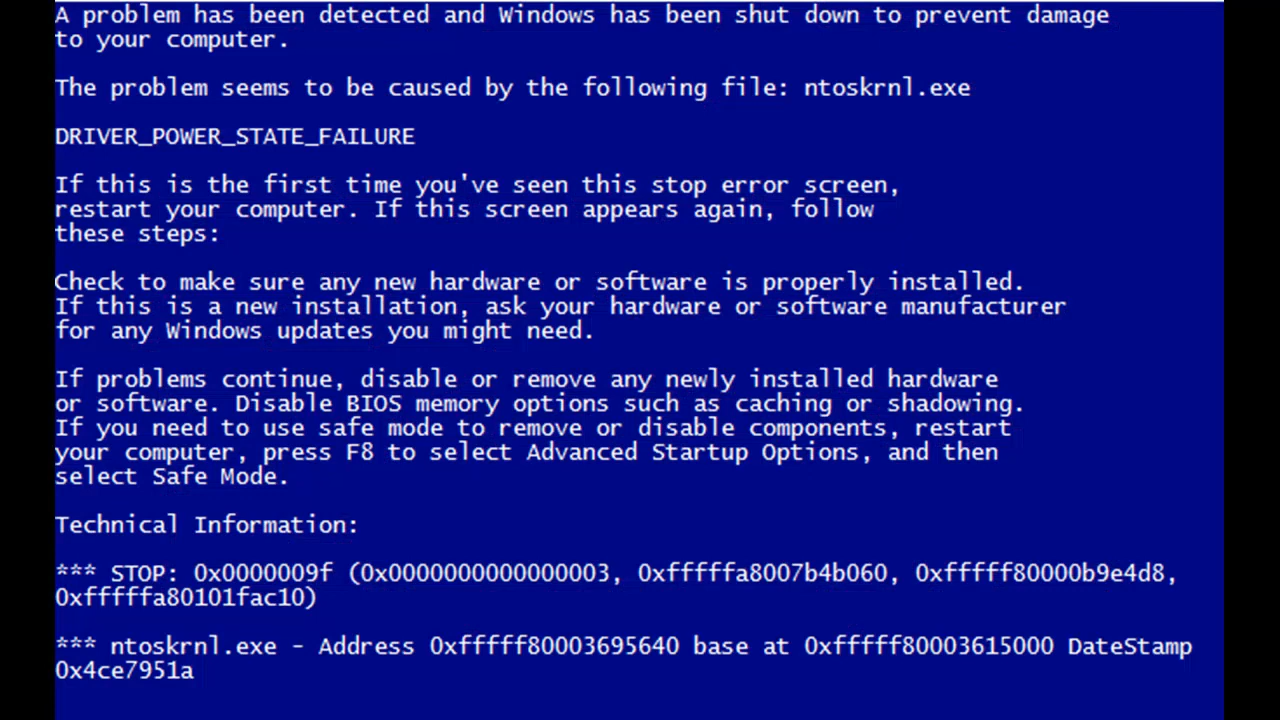 A problem has been detected and Windows has been shut down to prevent damage
to your computer.
The problem seems to be caused by the following file: ntoskrnl.exe
DRIVER_POWER_STATE_FAILURE
If this is the first time you've seen this stop error screen,
restart your computer. If this screen appears again, follow
these steps:
Check to make sure any new hardware or software is properly installed.
If this is a new installation, ask your hardware or software manufacturer
for any Windows updates you might need.
If problems continue, disable or remove any newly installed hardware
or software. Disable BIOS memory options such as caching or shadowing.
If you need to use safe mode to remove or disable components, restart
your computer, press F8 to select Advanced Startup Options, and then
select Safe Mode.
Technical Information:
*** STOP: 0x0000009f (0x0000000000000003, 0xfffffa8007b4b060, 0xfffff80000b9e4d8,
0xfffffa80101fac10)
*** ntoskrnl.exe - Address 0xfffff80003695640 base at 0xfffff80003615000 DateStamp
0x4ce7951a